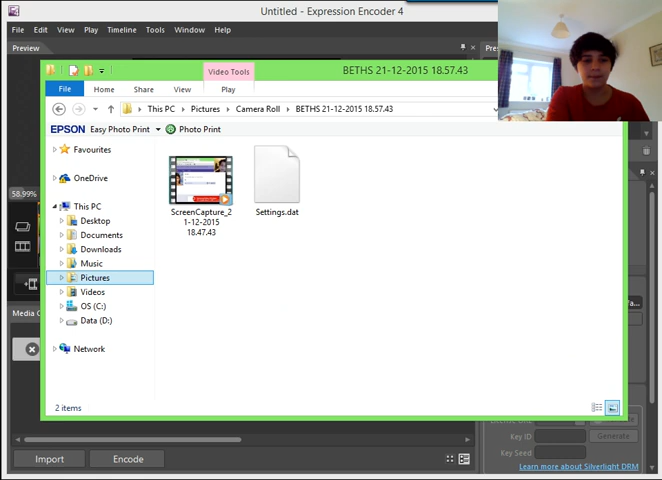 Untitled - Expression Encoder 4
File Edit View Play Timeline Tools Window Help
Preview
Video Tools
BETHS 21-12-2015 18.57.43
File Home Share View Play
This PC Pictures Camera Roll BETHS 21-12-2015 18.57.43
EPSON Easy Photo Print Photo Print
Favourites
OneDrive
This PC
Desktop
Documents
Downloads
Music
Pictures
Videos
OS (C:)
Data (D:)
Network
ScreenCapture_2
1-12-2015
18.47.43
Settings.dat
58.99%
Media C
2 items
Import Encode
Key ID Generate
Key Seed
Learn more about Silverlight DRM